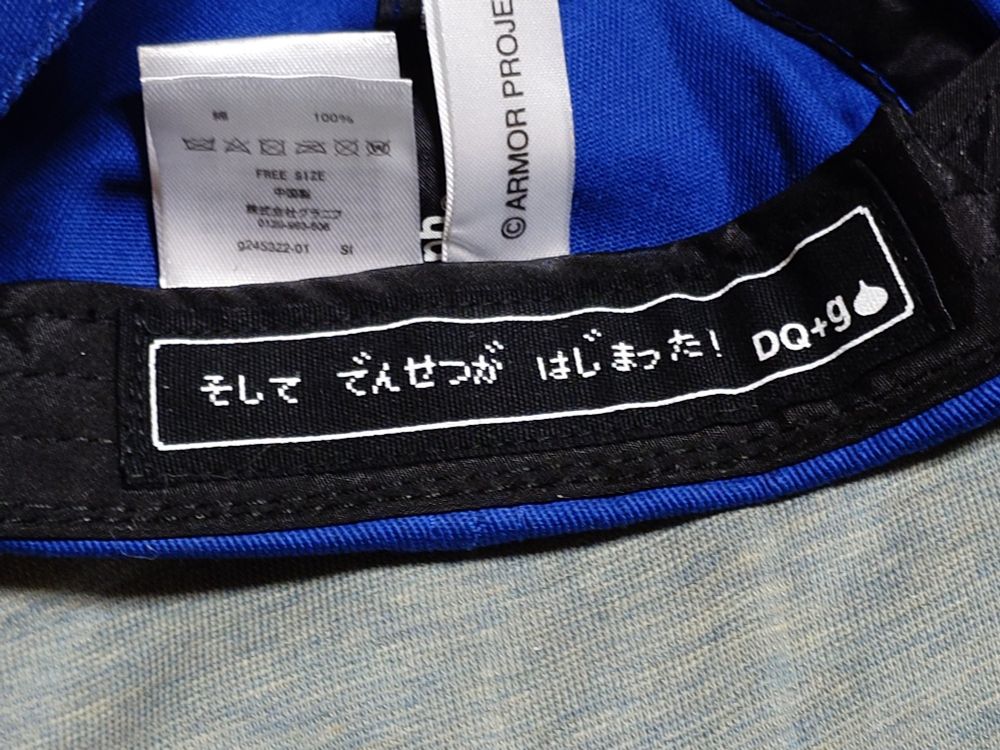 綿 100%
FREE SIZE
中国製
株式会社グラニフ
0120-983-606
g245322-01 SI
© ARMOR PROJE
そして でんせつが はじまった! DQ+g